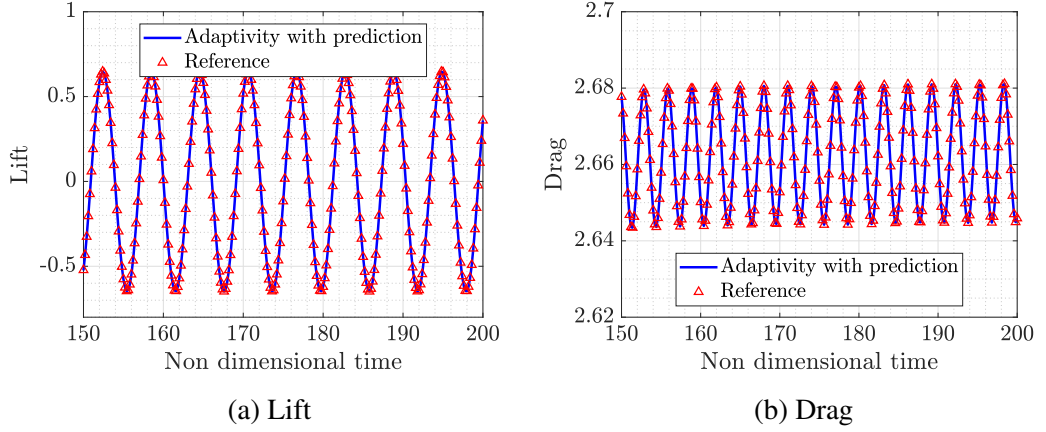 1
0.5
0
-0.5
Lift
Adaptivity with prediction
Reference
150 160 170 180 190 200
Non dimensional time
(a) Lift
2.7
2.68
2.66
2.64
2.62
Drag
Adaptivity with prediction
Reference
150 160 170 180 190 200
Non dimensional time
(b) Drag